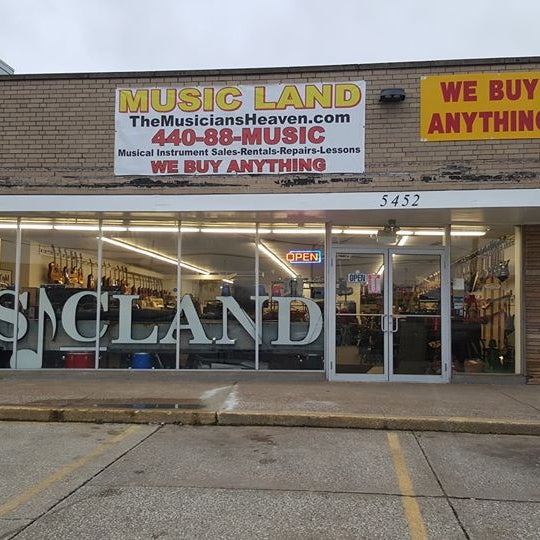 MUSIC LAND
TheMusiciansHeaven.com
440-88-MUSIC
Musical Instrument Sales-Rentals-Repairs-Lessons
WE BUY ANYTHING
WE BUY
ANYTHING
5452
OPEN
OPEN
SICLAND